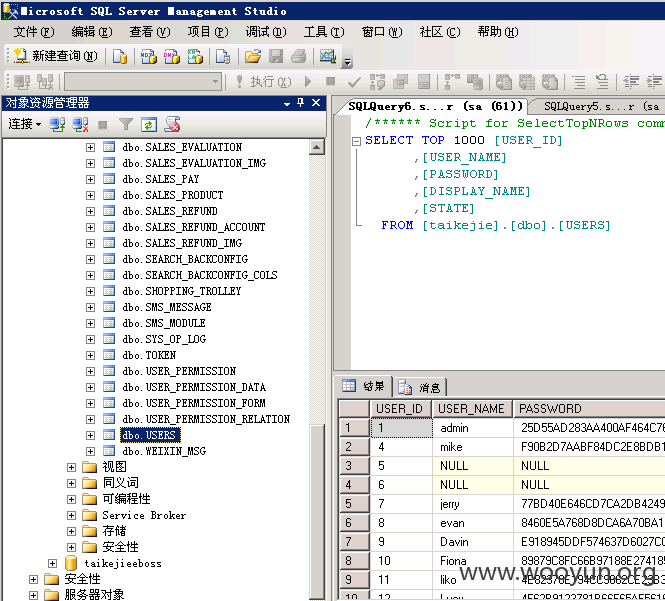 Microsoft SQL Server Management Studio
文件(F) 编辑(E) 查看(V) 项目(P) 调试(D) 工具(T) 窗口(W) 社区(C) 帮助(H)
新建查询(N)
执行(X)
对象资源管理器
连接
dbo.SALES_EVALUATION
dbo.SALES_EVALUATION_IMG
dbo.SALES_PAY
dbo.SALES_PRODUCT
dbo.SALES_REFUND
dbo.SALES_REFUND_ACCOUNT
dbo.SALES_REFUND_IMG
dbo.SEARCH_BACKCONFIG
dbo.SEARCH_BACKCONFIG_COLS
dbo.SHOPPING_TROLLEY
dbo.SMS_MESSAGE
dbo.SMS_MODULE
dbo.SYS_OP_LOG
dbo.TOKEN
dbo.USER_PERMISSION
dbo.USER_PERMISSION_DATA
dbo.USER_PERMISSION_FORM
dbo.USER_PERMISSION_RELATION
dbo.USERS
dbo.WEIXIN_MSG
视图
同义词
可编程性
Service Broker
存储
安全性
taikejieeboss
安全性
服务器对象
SQLQuery6.s...r (sa (61)) SQLQuery5.s...r (sa
/****** Script for SelectTopNRows comm
SELECT TOP 1000 [USER_ID]
,[USER_NAME]
,[PASSWORD]
,[DISPLAY_NAME]
,[STATE]
FROM [taikejie].[dbo].[USERS]
结果 消息
USER_ID USER_NAME PASSWORD
1 1 admin 25D55AD283AA400AF464C76
2 4 mike F90B2D7AABF84DC2E8BDB1
3 5 NULL NULL
4 6 NULL NULL
5 7 jerry 77BD40E646CD7CA2DB4249
6 8 evan 8460E5A768D8DCA6A70BA1
7 9 Davin E918945DDF574637D6027C0
8 10 Fiona 89879C8FC66B97188E274185
9 11 liko
10 12
www.wooyun.org